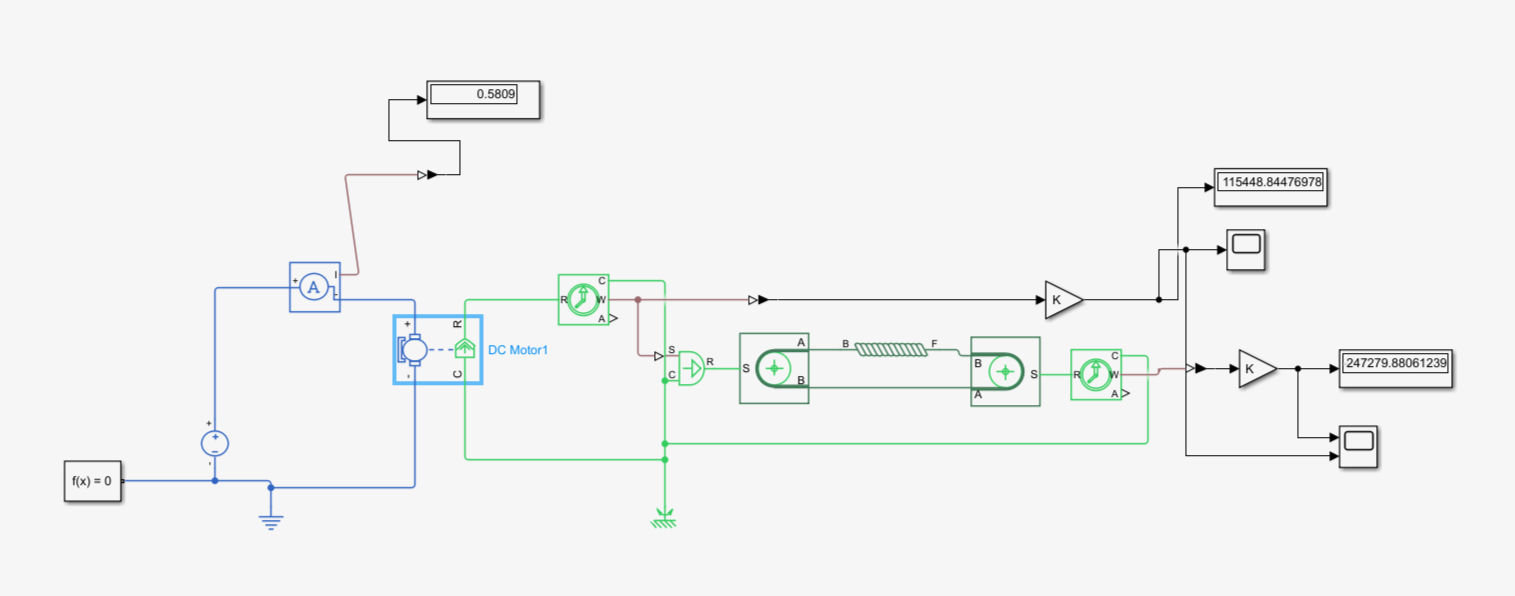 0.5809
115448.84476978
+
I
A
-
C
R
W
A
K
+
R
DC Motor1
S
R
C
A
S
B
B
F
B
S
A
C
R
W
A
K
247279.88061239
-
C
+
-
f(x) = 0